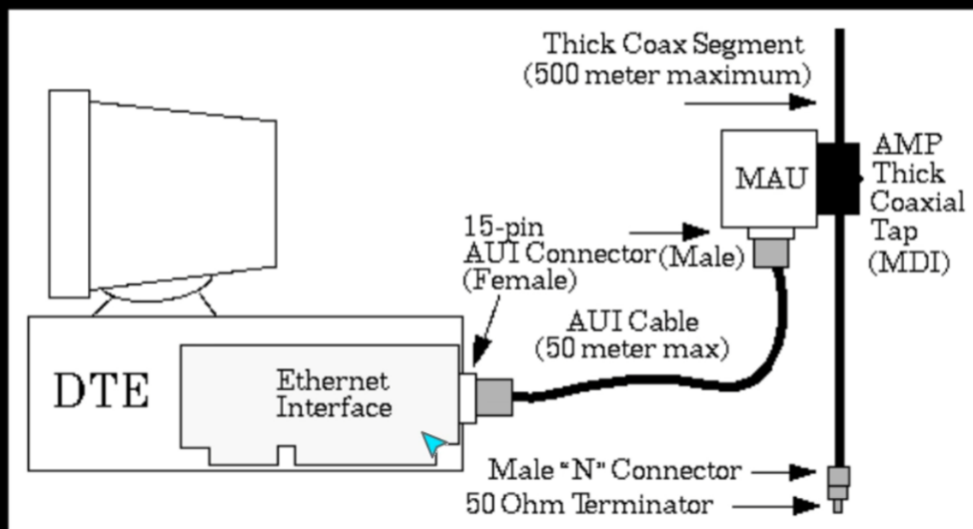 Thick Coax Segment
(500 meter maximum)
MAU
AMP
Thick
Coaxial
Tap
(MDI)
15-pin
AUI Connector (Male)
(Female)
AUI Cable
(50 meter max)
DTE
Ethernet
Interface
Male "N" Connector
50 Ohm Terminator